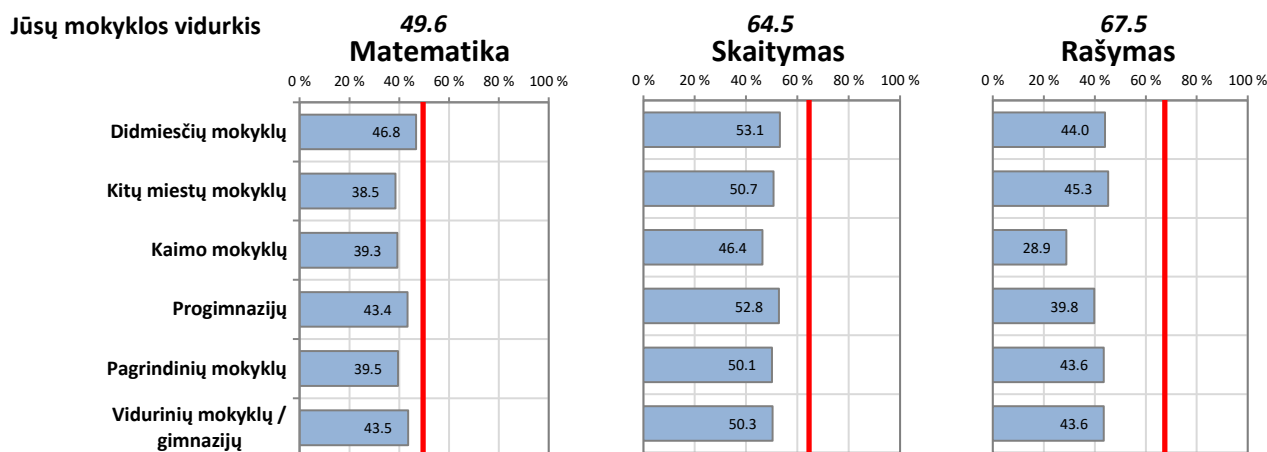 Jūsų mokyklos vidurkis 49.6 64.5 67.5
Matematika Skaitymas Rašymas
0 % 20 % 40 % 60 % 80 % 100 % 0 % 20 % 40 % 60 % 80 % 100 % 0 % 20 % 40 % 60 % 80 % 100 %
Didmiesčių mokyklų 46.8 53.1 44.0
Kitų miestų mokyklų 38.5 50.7 45.3
Kaimo mokyklų 39.3 46.4 28.9
Progimnazijų 43.4 52.8 39.8
Pagrindinių mokyklų 39.5 50.1 43.6
Vidurinių mokyklų /
gimnazijų 43.5 50.3 43.6